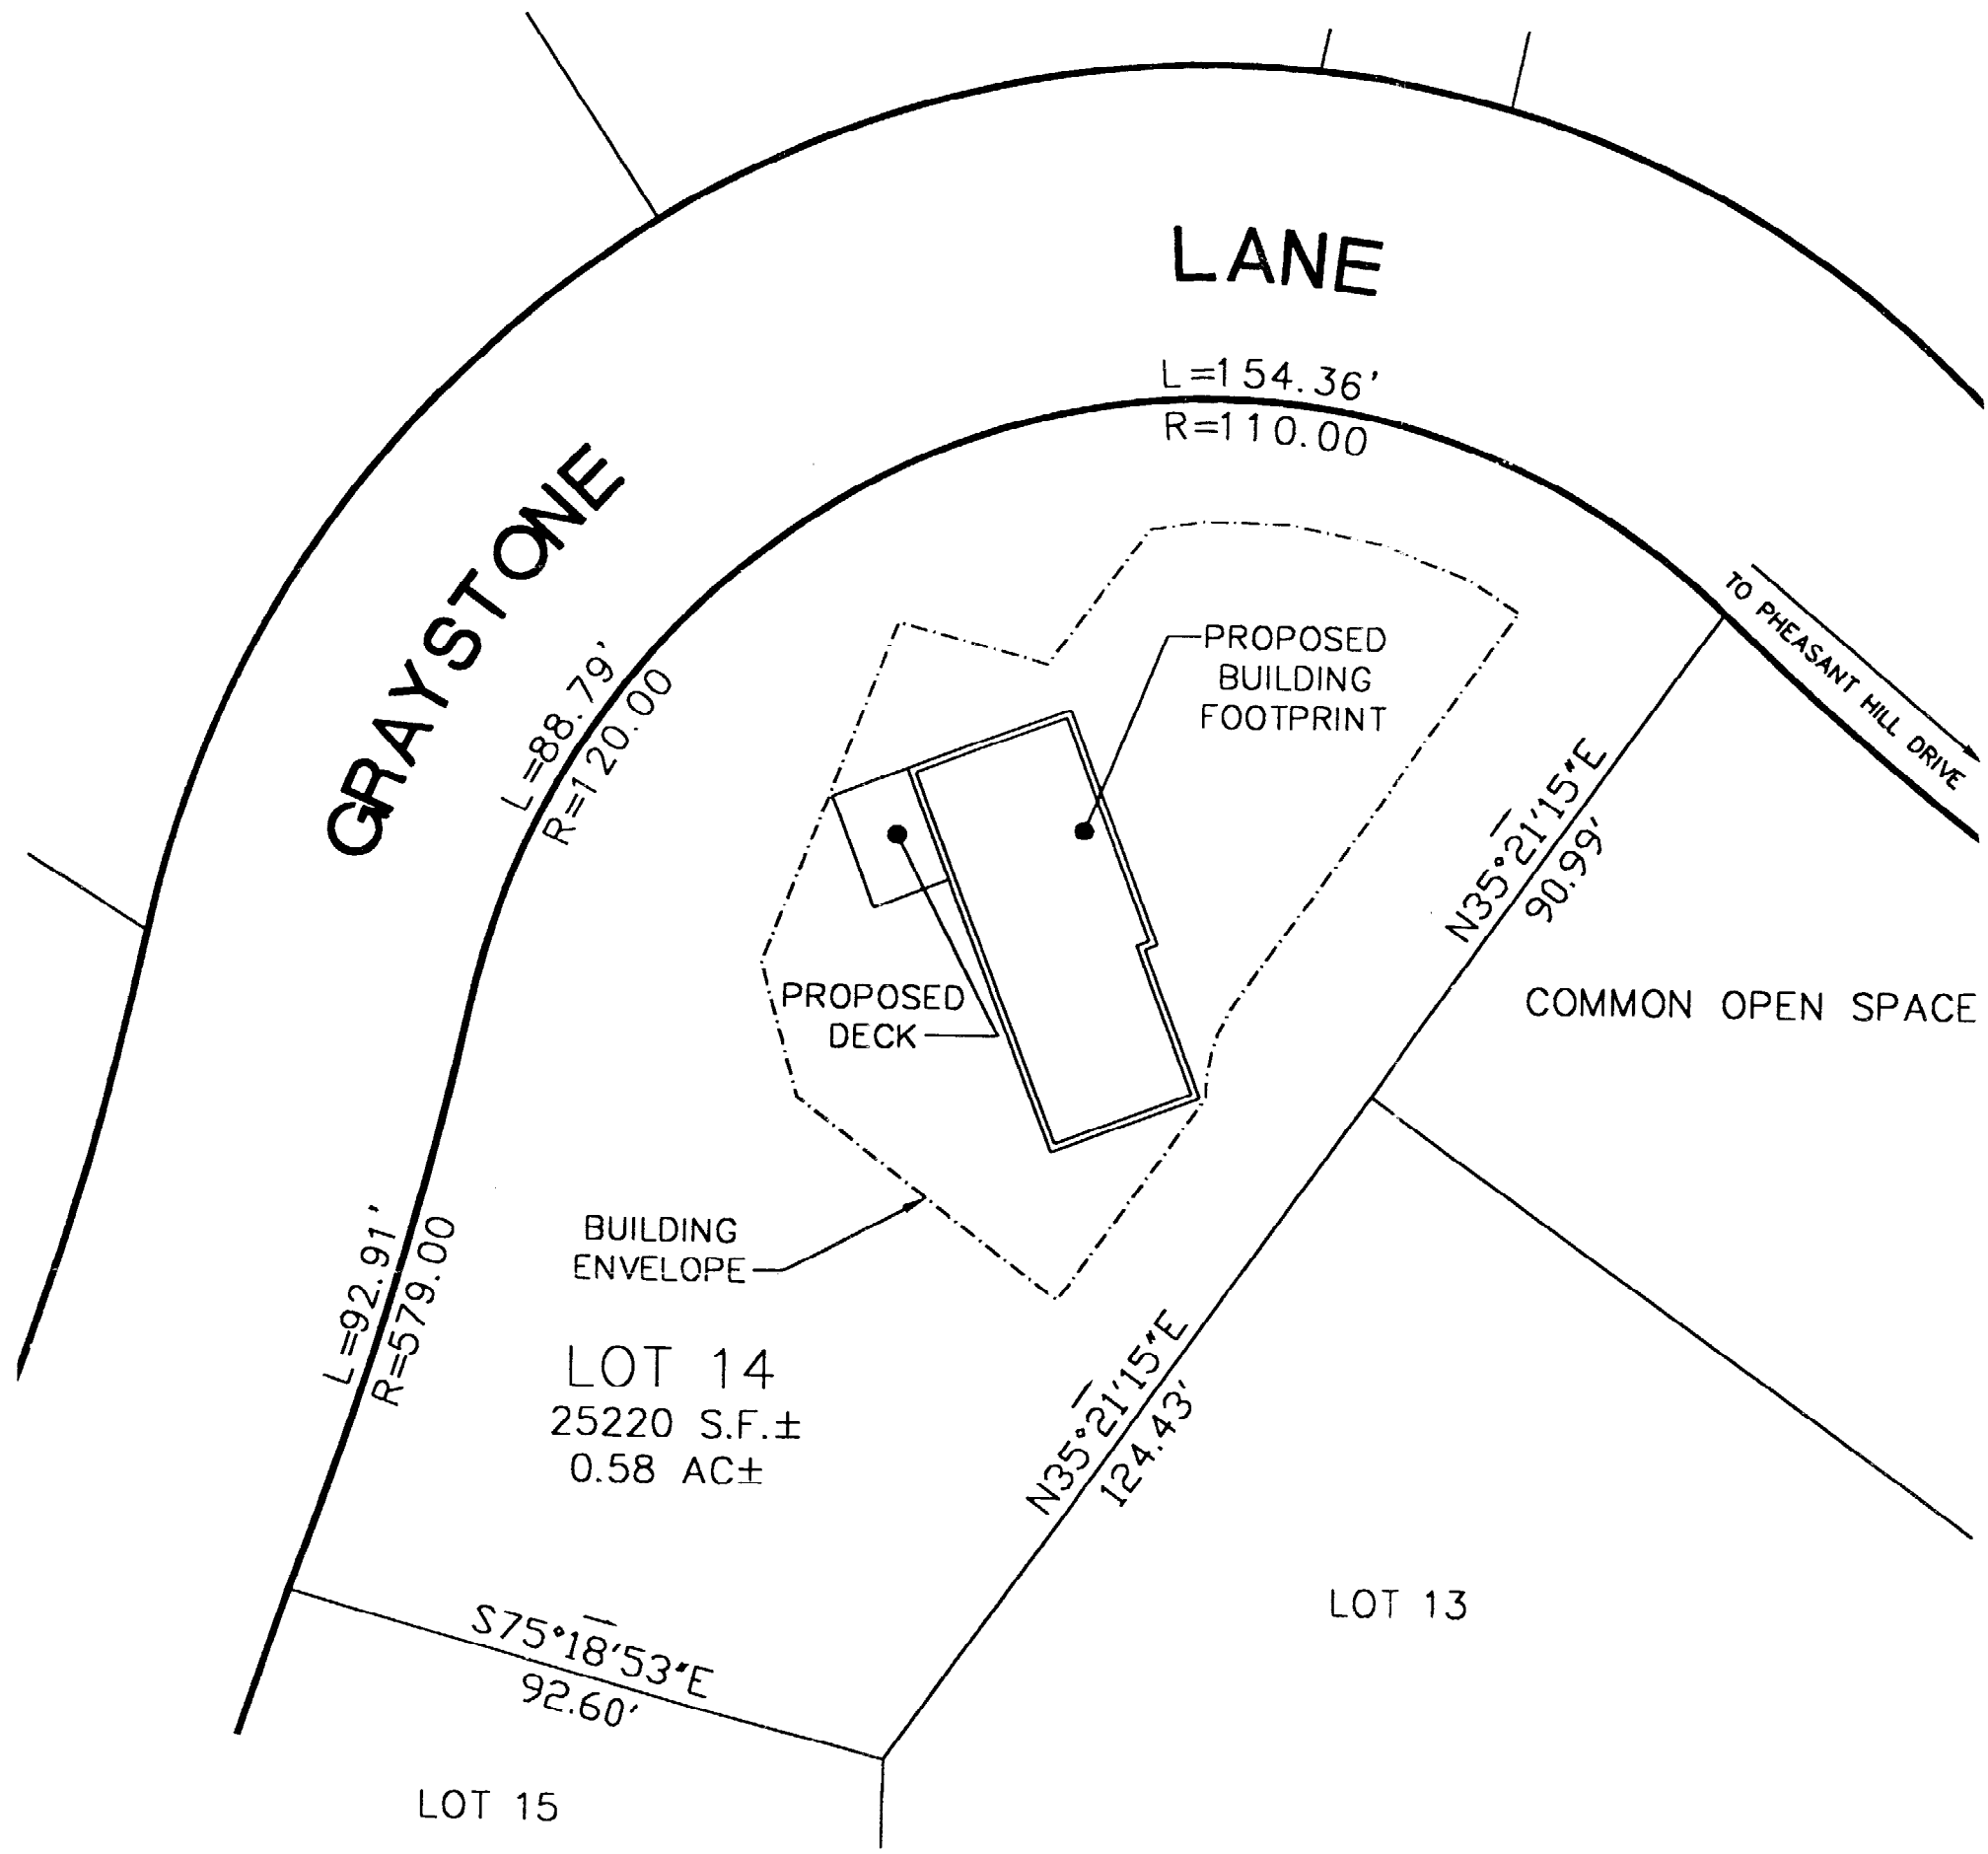 LANE
L=154.36'
R=110.00
GRAYSTONE
L=88.79'
R=120.00
PROPOSED
BUILDING
FOOTPRINT
TO PHEASANT HILL DRIVE
N35°21'15"E
90.99'
COMMON OPEN SPACE
PROPOSED
DECK
BUILDING
ENVELOPE
L=92.91'
R=579.00
LOT 14
25220 S.F.±
0.58 AC±
N35°21'15"E
124.43'
LOT 13
S75°18'53"E
92.60'
LOT 15